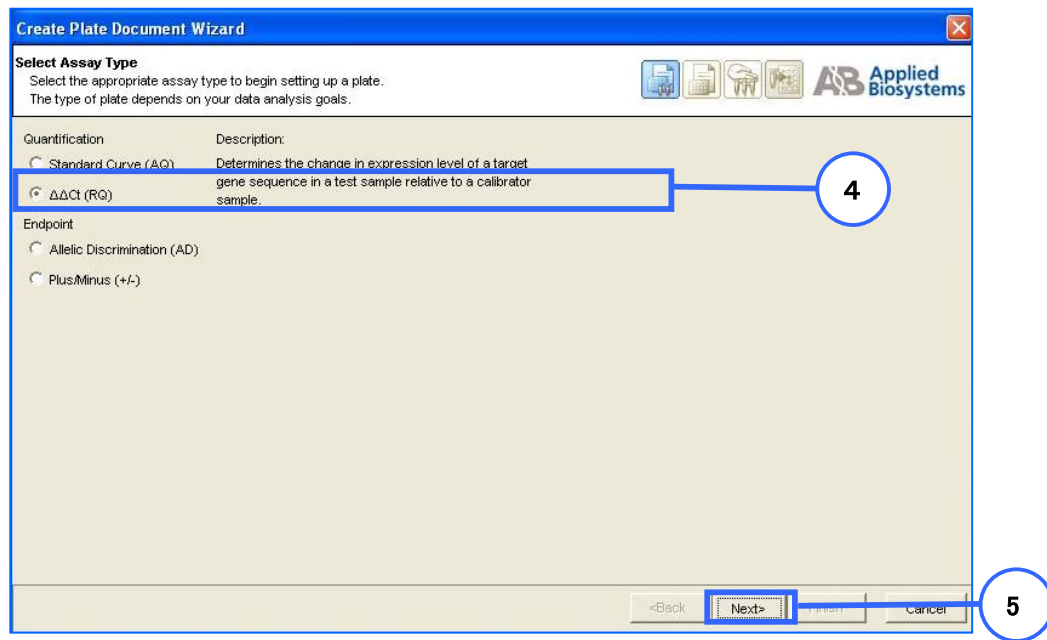 Create Plate Document Wizard
Select Assay Type
Select the appropriate assay type to begin setting up a plate.
The type of plate depends on your data analysis goals.
AB Applied
Biosystems
Quantification Description:
Standard Curve (AQ) Determines the change in expression level of a target
gene sequence in a test sample relative to a calibrator
ΔΔCt (RQ)
sample.
4
Endpoint
Allelic Discrimination (AD)
Plus/Minus (+/-)
<Back Next> Finish Cancel
5